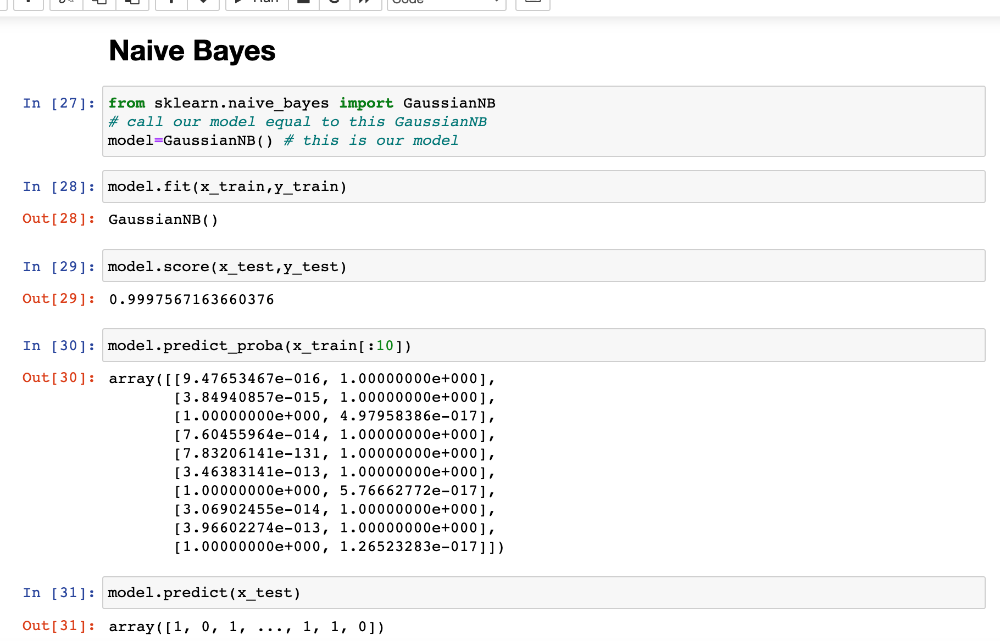 Run Code
Naive Bayes
In [27]: from sklearn.naive_bayes import GaussianNB
# call our model equal to this GaussianNB
model=GaussianNB() # this is our model
In [28]: model.fit(x_train,y_train)
Out[28]: GaussianNB()
In [29]: model.score(x_test,y_test)
Out[29]: 0.9997567163660376
In [30]: model.predict_proba(x_train[:10])
Out[30]: array([[9.47653467e-016, 1.00000000e+000],
[3.84940857e-015, 1.00000000e+000],
[1.00000000e+000, 4.97958386e-017],
[7.60455964e-014, 1.00000000e+000],
[7.83206141e-131, 1.00000000e+000],
[3.46383141e-013, 1.00000000e+000],
[1.00000000e+000, 5.76662772e-017],
[3.06902455e-014, 1.00000000e+000],
[3.96602274e-013, 1.00000000e+000],
[1.00000000e+000, 1.26523283e-017]])
In [31]: model.predict(x_test)
Out[31]: array([1, 0, 1, ..., 1, 1, 0])